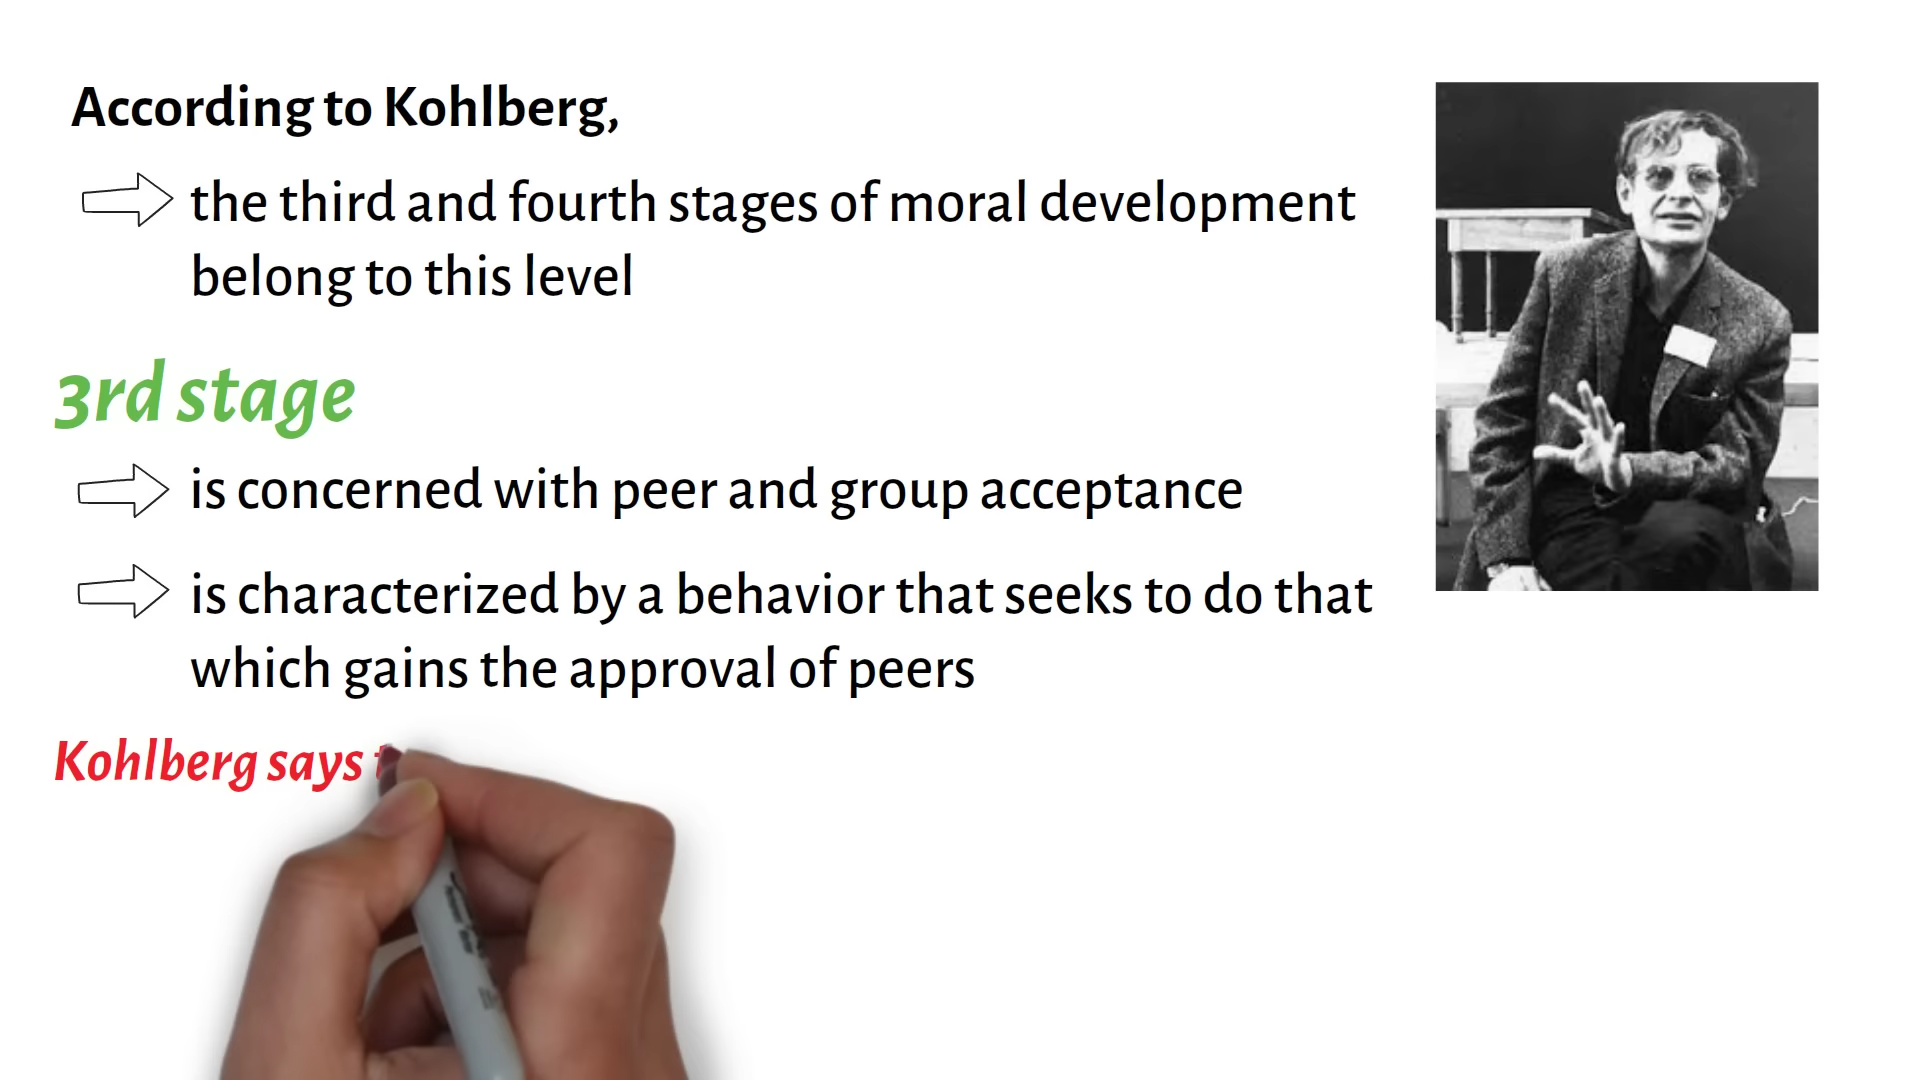 According to Kohlberg,
the third and fourth stages of moral development
belong to this level
3rd stage
is concerned with peer and group acceptance
is characterized by a behavior that seeks to do that
which gains the approval of peers
Kohlberg says